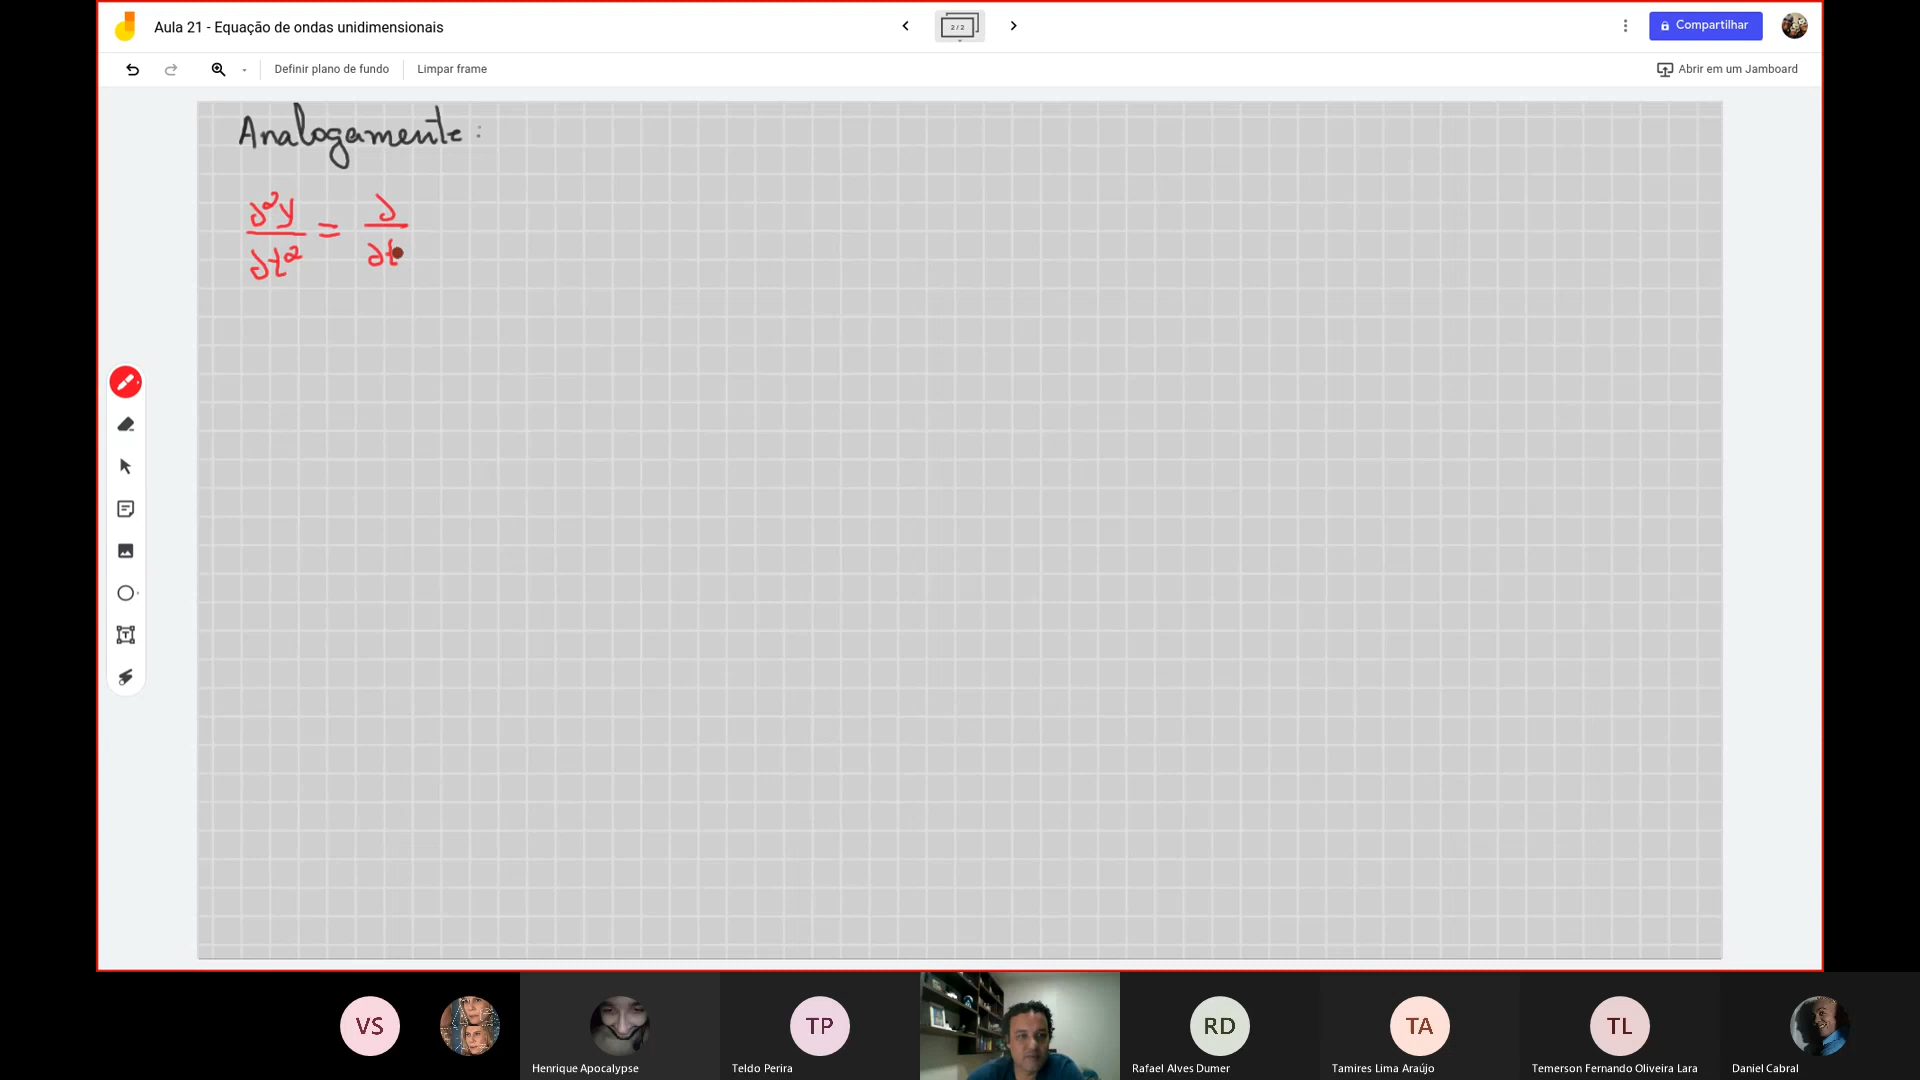 Aula 21 - Equação de ondas unidimensionais
2 / 2
Compartilhar
Definir plano de fundo
Limpar frame
Abrir em um Jamboard
Analogamente :
∂²y/∂t² = ∂/∂t
T
VS
TP
RD
TA
TL
Henrique Apocalypse
Teldo Perira
Rafael Alves Dumer
Tamires Lima Araújo
Temerson Fernando Oliveira Lara
Daniel Cabral